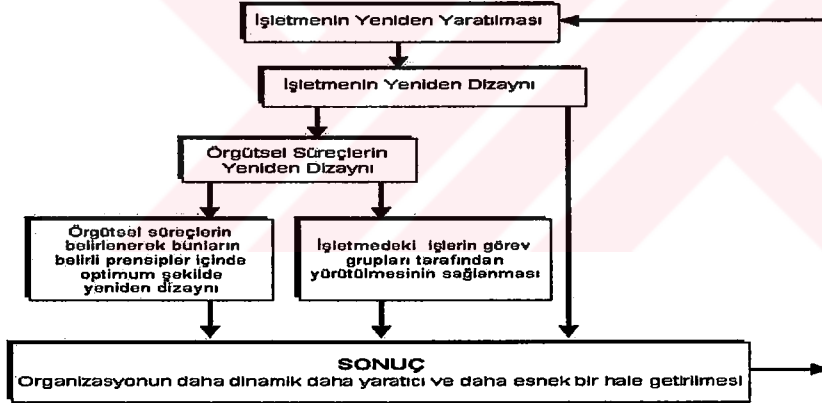 İşletmenin Yeniden Yaratılması
İşletmenin Yeniden Dizaynı
Örgütsel Süreçlerin
Yeniden Dizaynı
Örgütsel süreçlerin
belirlenerek bunların
belirli prensipler içinde
optimum şekilde
yeniden dizaynı
İşletmedeki işlerin görev
grupları tarafından
yürütülmesinin sağlanması
SONUÇ
Organizasyonun daha dinamik daha yaratıcı ve daha esnek bir hale getirilmesi